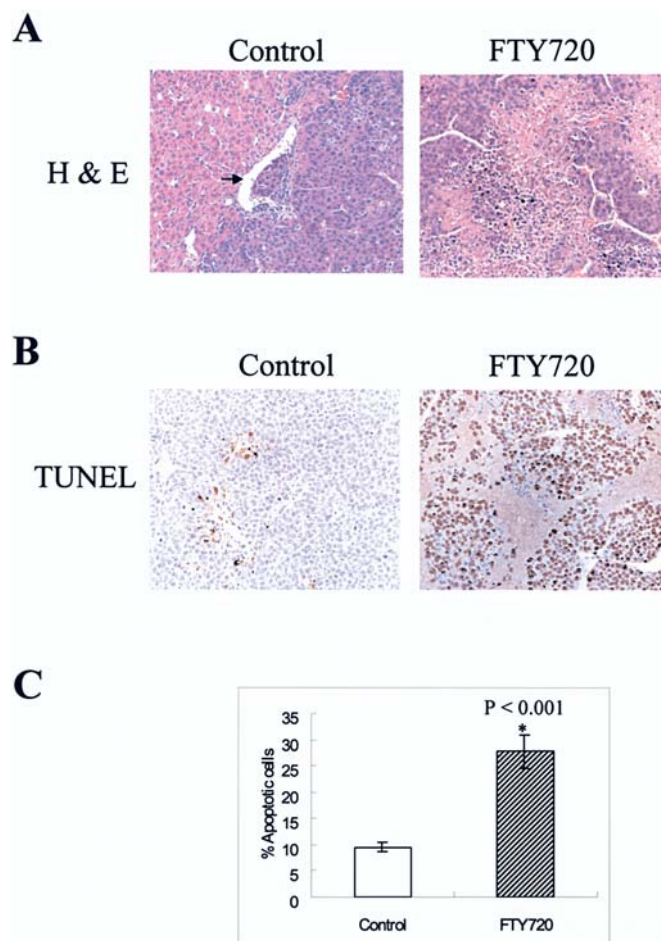 A
Control FTY720
H & E
B
Control FTY720
TUNEL
C
P < 0.001
*
35
30
25
20
15
10
5
0
% Apoptotic cells
Control FTY720